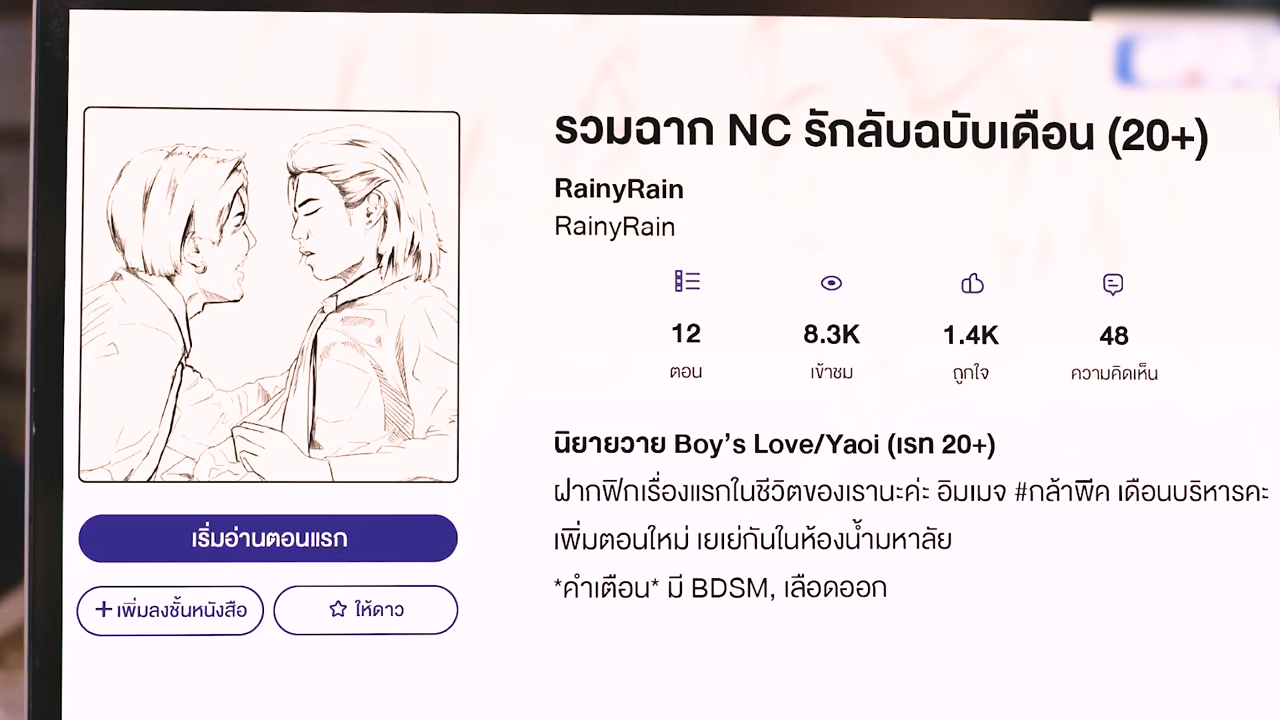 รวมฉาก NC รักลับฉบับเดือน (20+)
RainyRain
RainyRain
12
8.3K
1.4K
48
ตอน
เข้าชม
ถูกใจ
ความคิดเห็น
นิยายวาย Boy's Love/Yaoi (เรท 20+)
ฝากฟิกเรื่องแรกในชีวิตของเรานะค่ะ อิมเมจ #กล้าพีค เดือนบริหารคะ
เพิ่มตอนใหม่ เยเย่กันในห้องน้ำมหาลัย
*คำเตือน* มี BDSM, เลือดออก
เริ่มอ่านตอนแรก
+เพิ่มลงชั้นหนังสือ
ให้ดาว